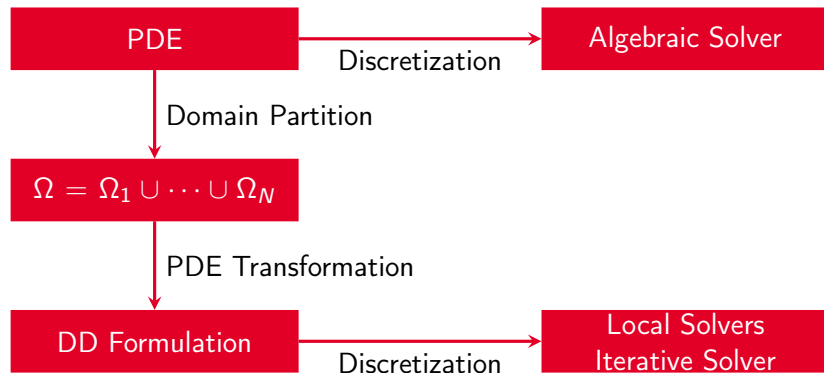 PDE
Discretization
Algebraic Solver
Domain Partition
Ω = Ω₁ ∪ ⋯ ∪ Ω_N
PDE Transformation
DD Formulation
Discretization
Local Solvers
Iterative Solver